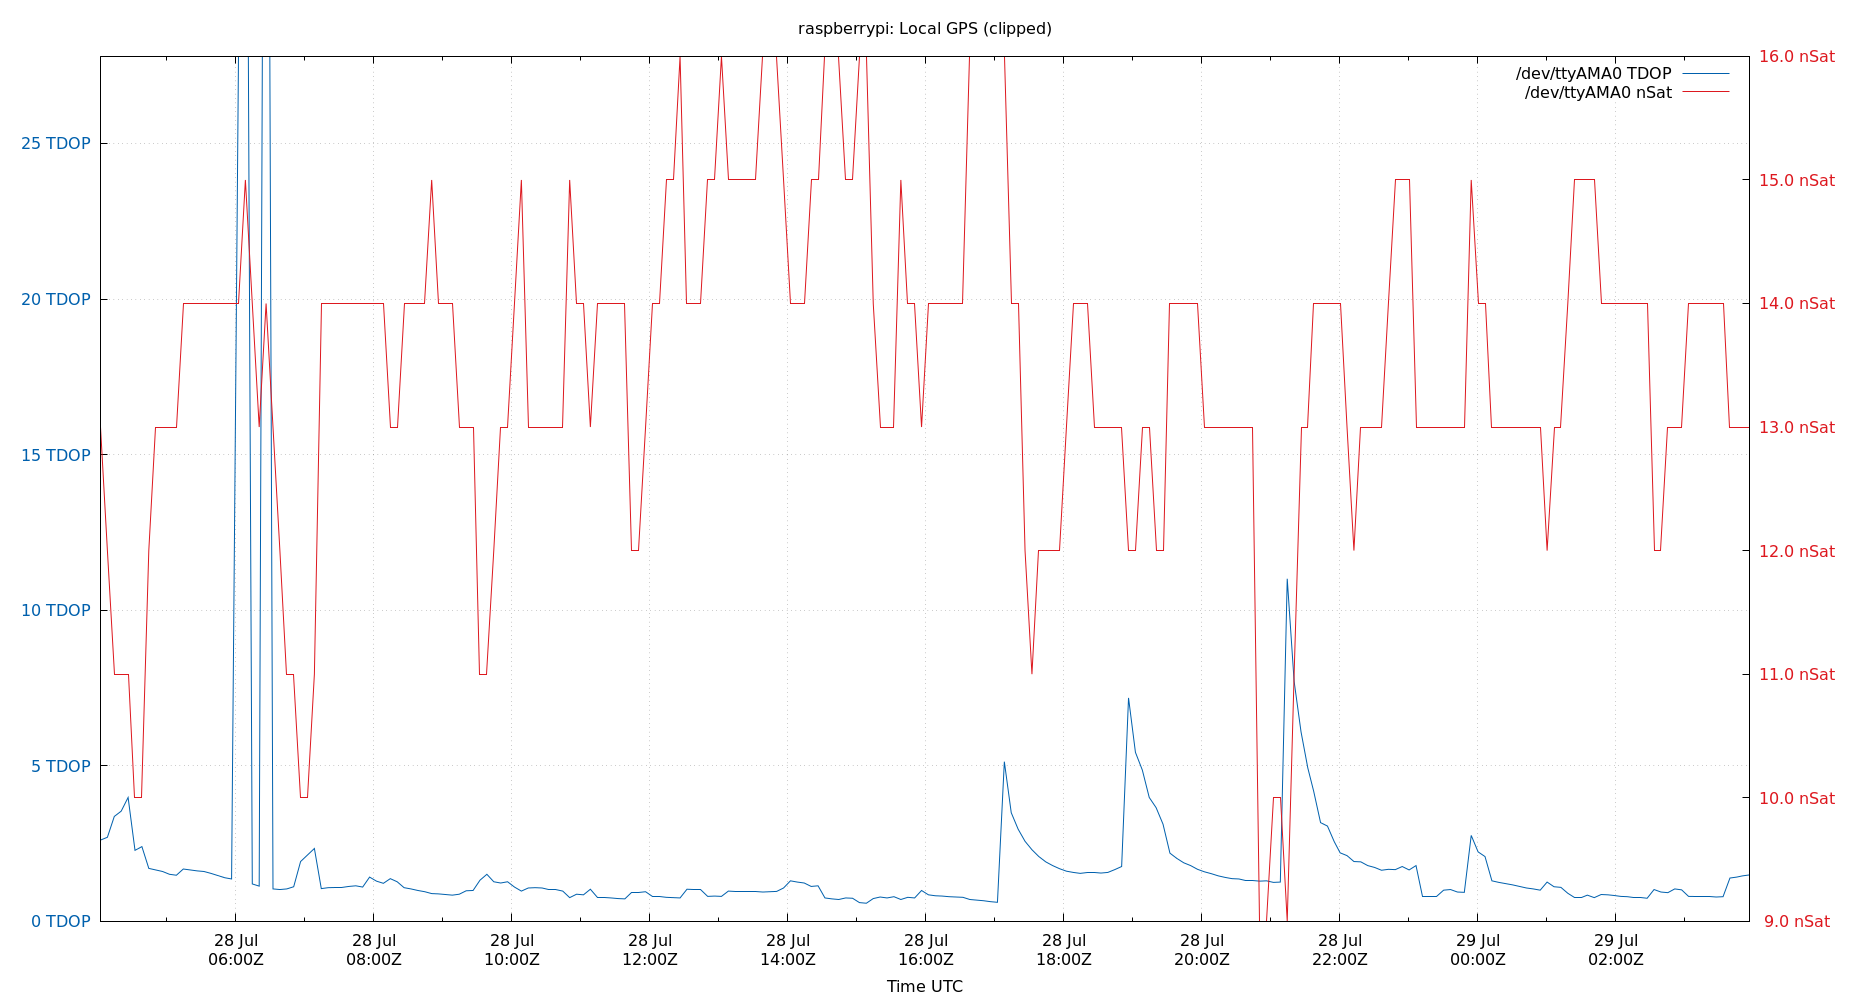 raspberrypi: Local GPS (clipped)
/dev/ttyAMA0 TDOP
/dev/ttyAMA0 nSat
25 TDOP
20 TDOP
15 TDOP
10 TDOP
5 TDOP
0 TDOP
16.0 nSat
15.0 nSat
14.0 nSat
13.0 nSat
12.0 nSat
11.0 nSat
10.0 nSat
9.0 nSat
28 Jul 28 Jul 28 Jul 28 Jul 28 Jul 28 Jul 28 Jul 28 Jul 28 Jul 29 Jul 29 Jul
06:00Z 08:00Z 10:00Z 12:00Z 14:00Z 16:00Z 18:00Z 20:00Z 22:00Z 00:00Z 02:00Z
Time UTC